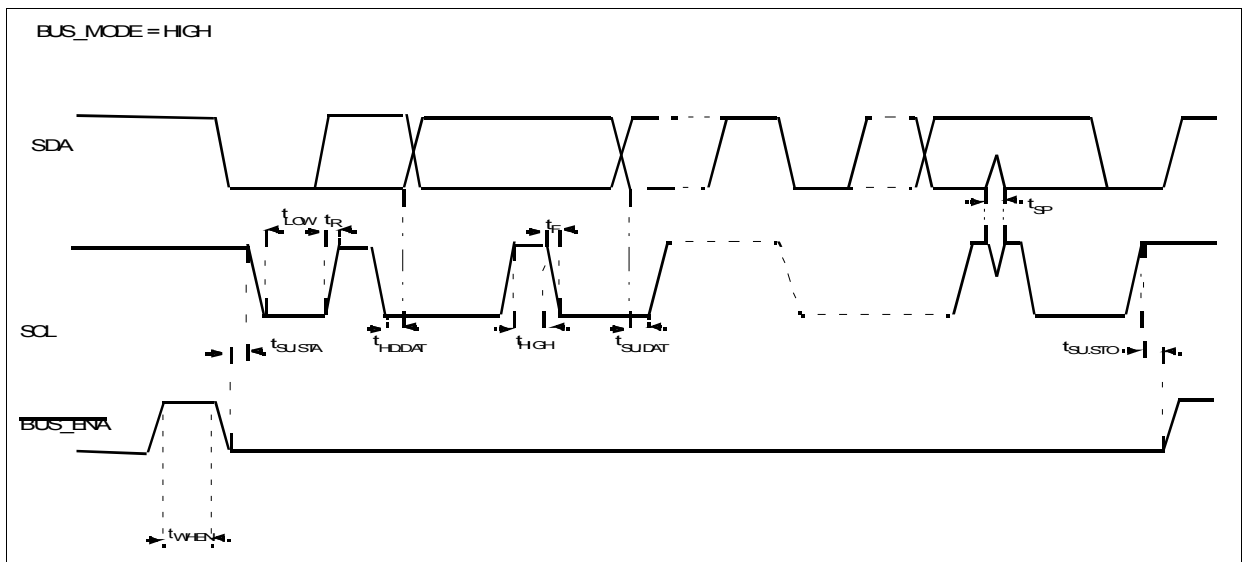 BUS_MODE = HIGH
SDA
tSP
tLOW tR
tF
SCL
tSU.STA
tHD.DAT
tHIGH
tSU.DAT
tSU.STO
BUS_ENA
tWHEN